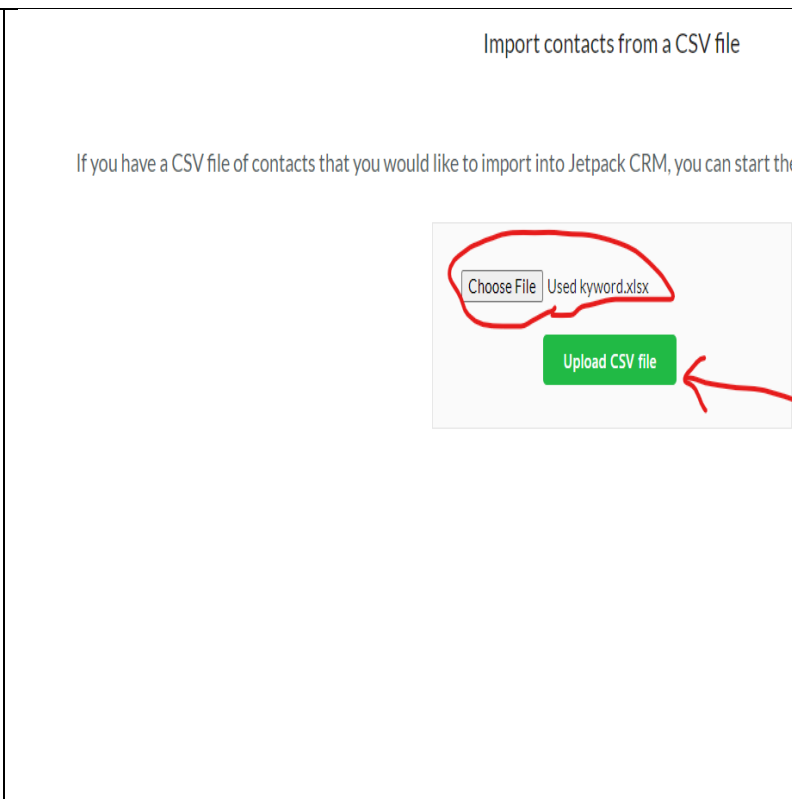 Import contacts from a CSV file
If you have a CSV file of contacts that you would like to import into Jetpack CRM, you can start the
Choose File Used kyword.xlsx
Upload CSV file